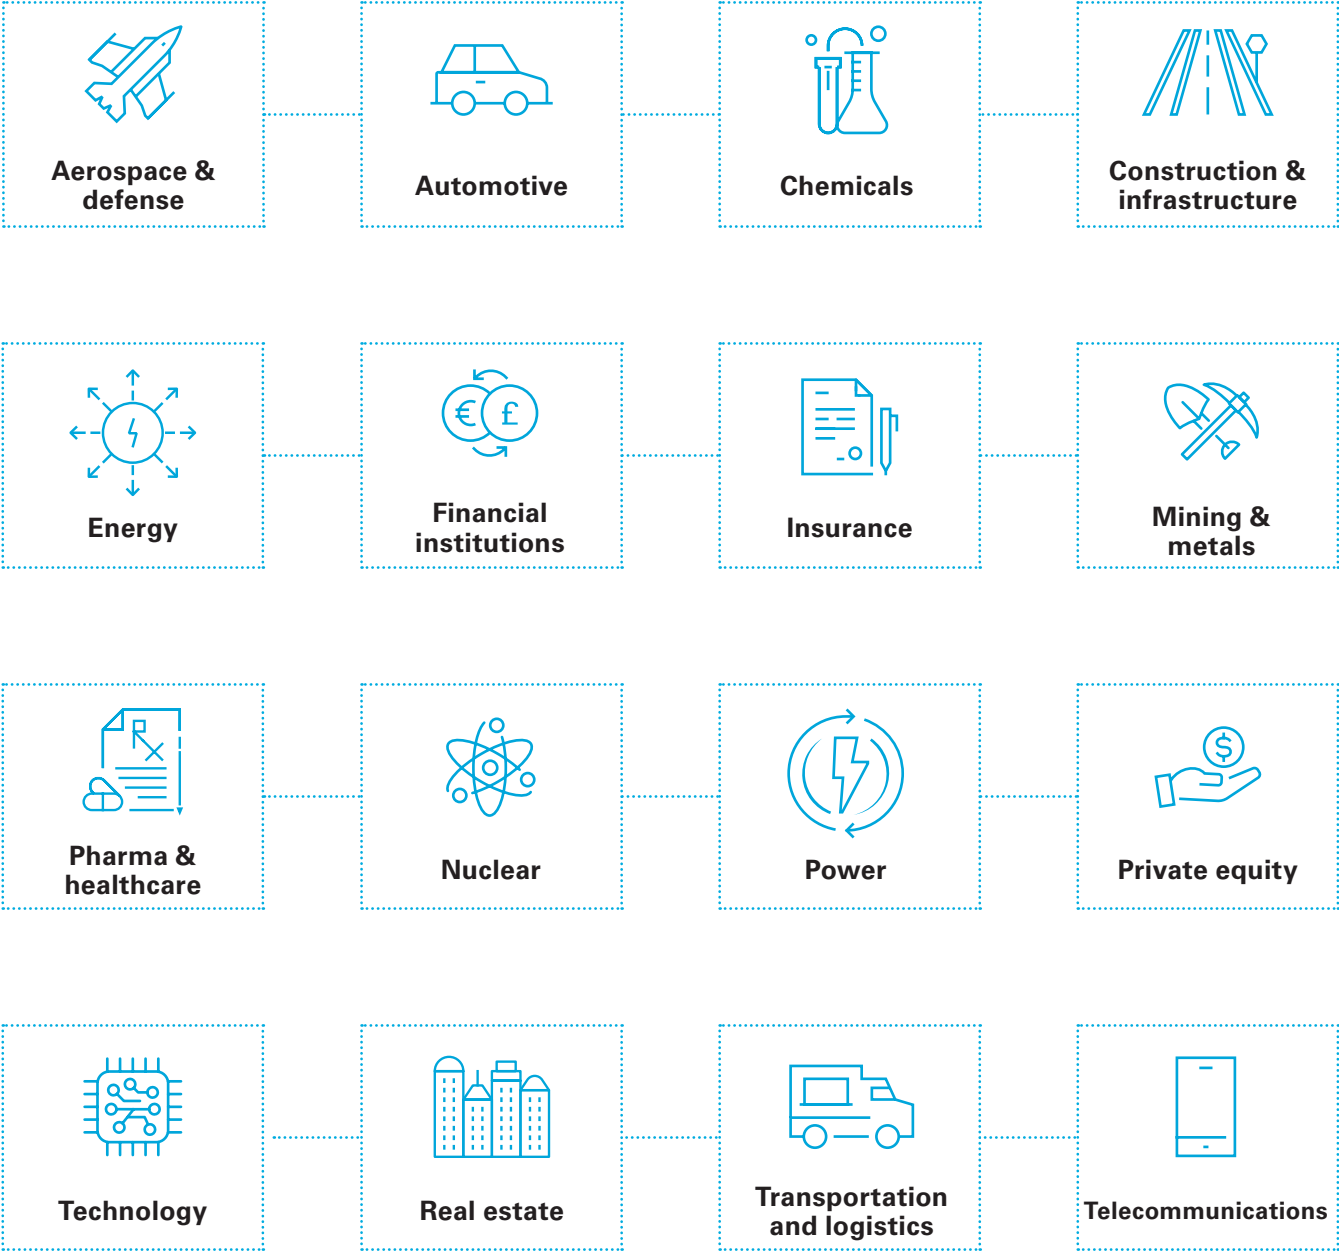 Aerospace &
defense
Automotive
Chemicals
Construction &
infrastructure
Energy
Financial
institutions
Insurance
Mining &
metals
Pharma &
healthcare
Nuclear
Power
Private equity
Technology
Real estate
Transportation
and logistics
Telecommunications